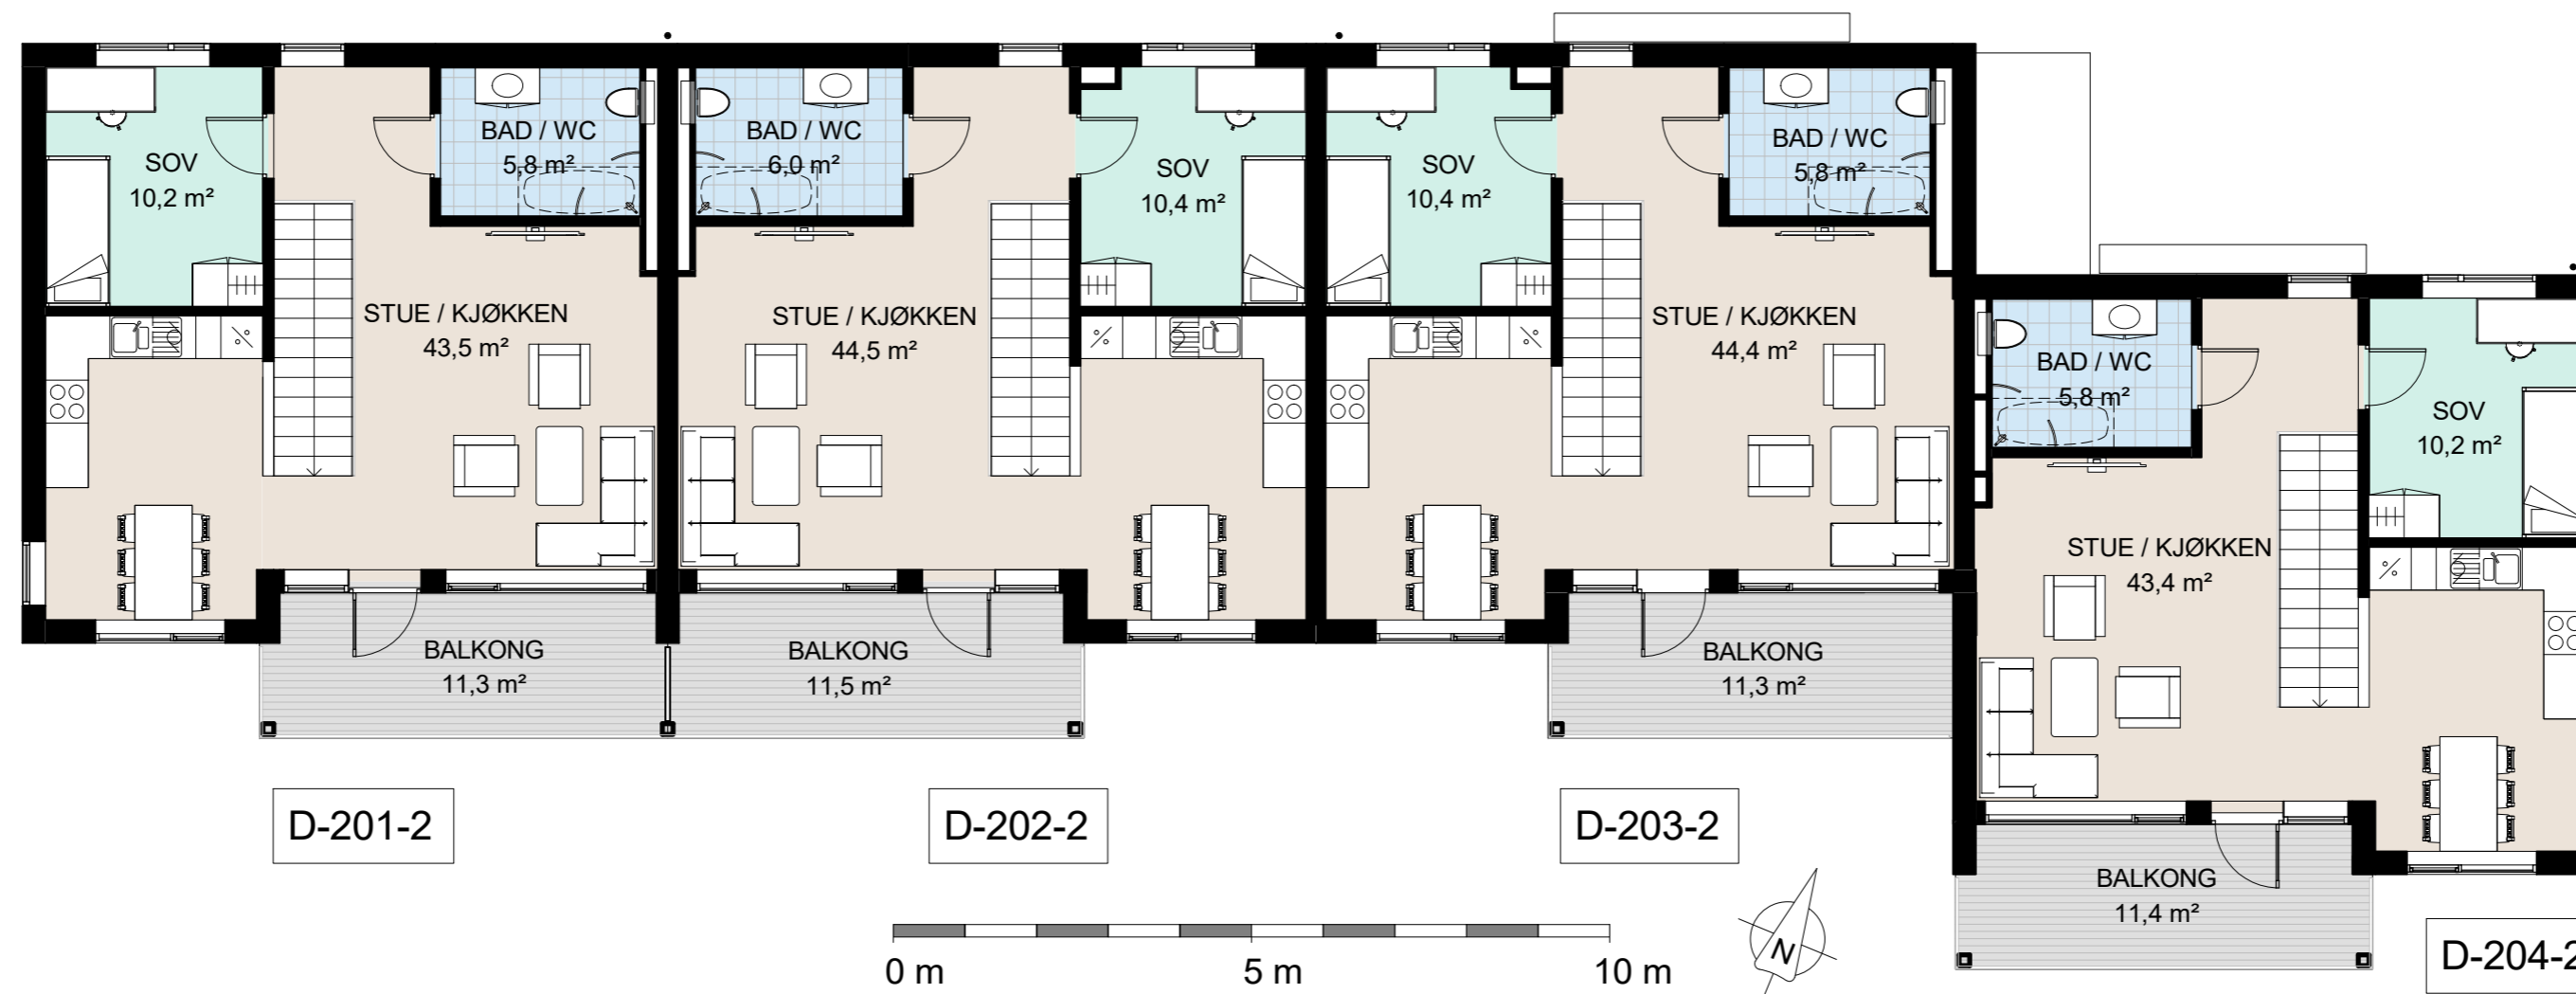 SOV
10,2 m²
BAD / WC
5,8 m²
STUE / KJØKKEN
43,5 m²
BALKONG
11,3 m²
D-201-2
BAD / WC
6,0 m²
SOV
10,4 m²
STUE / KJØKKEN
44,5 m²
BALKONG
11,5 m²
D-202-2
SOV
10,4 m²
BAD / WC
5,8 m²
STUE / KJØKKEN
44,4 m²
BALKONG
11,3 m²
D-203-2
BAD / WC
5,8 m²
SOV
10,2 m²
STUE / KJØKKEN
43,4 m²
BALKONG
11,4 m²
D-204-2
0 m
5 m
10 m
N